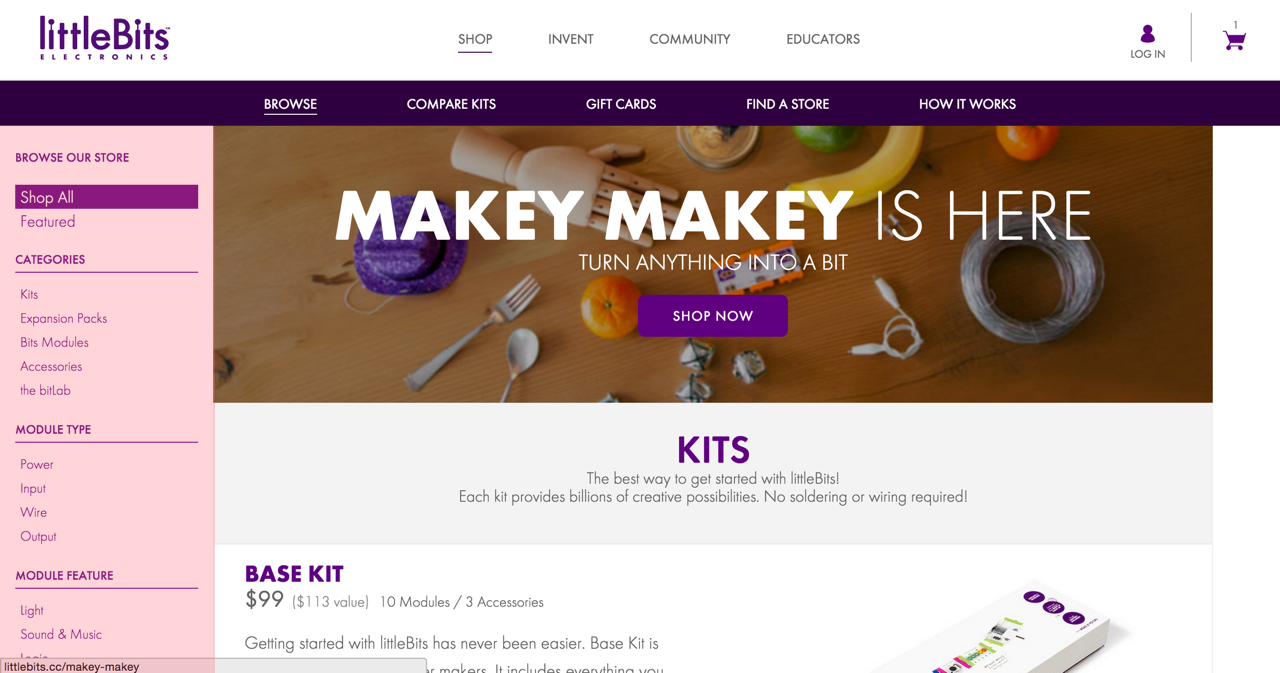 littleBits™
ELECTRONICS
SHOP
INVENT
COMMUNITY
EDUCATORS
LOG IN
1
BROWSE
COMPARE KITS
GIFT CARDS
FIND A STORE
HOW IT WORKS
BROWSE OUR STORE
Shop All
Featured
CATEGORIES
Kits
Expansion Packs
Bits Modules
Accessories
the bitLab
MODULE TYPE
Power
Input
Wire
Output
MODULE FEATURE
Light
Sound & Music
Logic
littlebits.cc/makey-makey
MAKEY MAKEY IS HERE
TURN ANYTHING INTO A BIT
SHOP NOW
KITS
The best way to get started with littleBits!
Each kit provides billions of creative possibilities. No soldering or wiring required!
BASE KIT
$99 ($113 value) 10 Modules / 3 Accessories
Getting started with littleBits has never been easier. Base Kit is
makers. It includes everything you